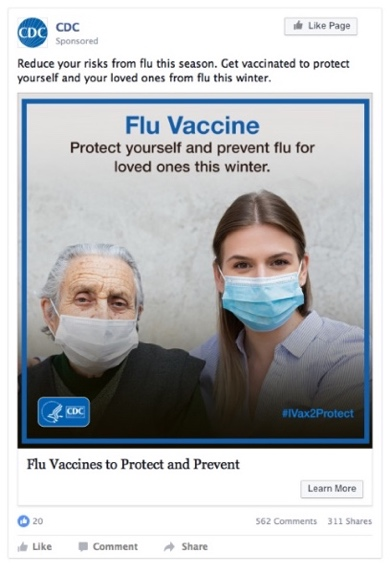 CDC
CDC
Sponsored
Like Page
Reduce your risks from flu this season. Get vaccinated to protect
yourself and your loved ones from flu this winter.
Flu Vaccine
Protect yourself and prevent flu for
loved ones this winter.
CDC
#IVax2Protect
Flu Vaccines to Protect and Prevent
Learn More
20
562 Comments 311 Shares
Like Comment Share